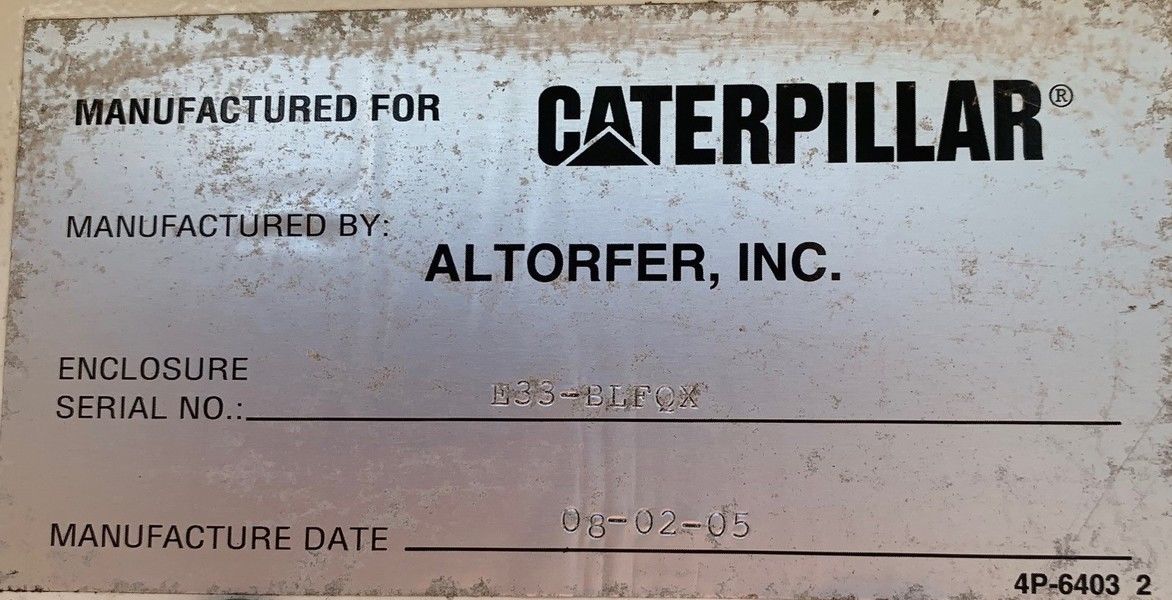 MANUFACTURED FOR CATERPILLAR®
MANUFACTURED BY:
ALTORFER, INC.
ENCLOSURE
SERIAL NO.: E33-BLFQX
MANUFACTURE DATE 08-02-05
4P-6403 2